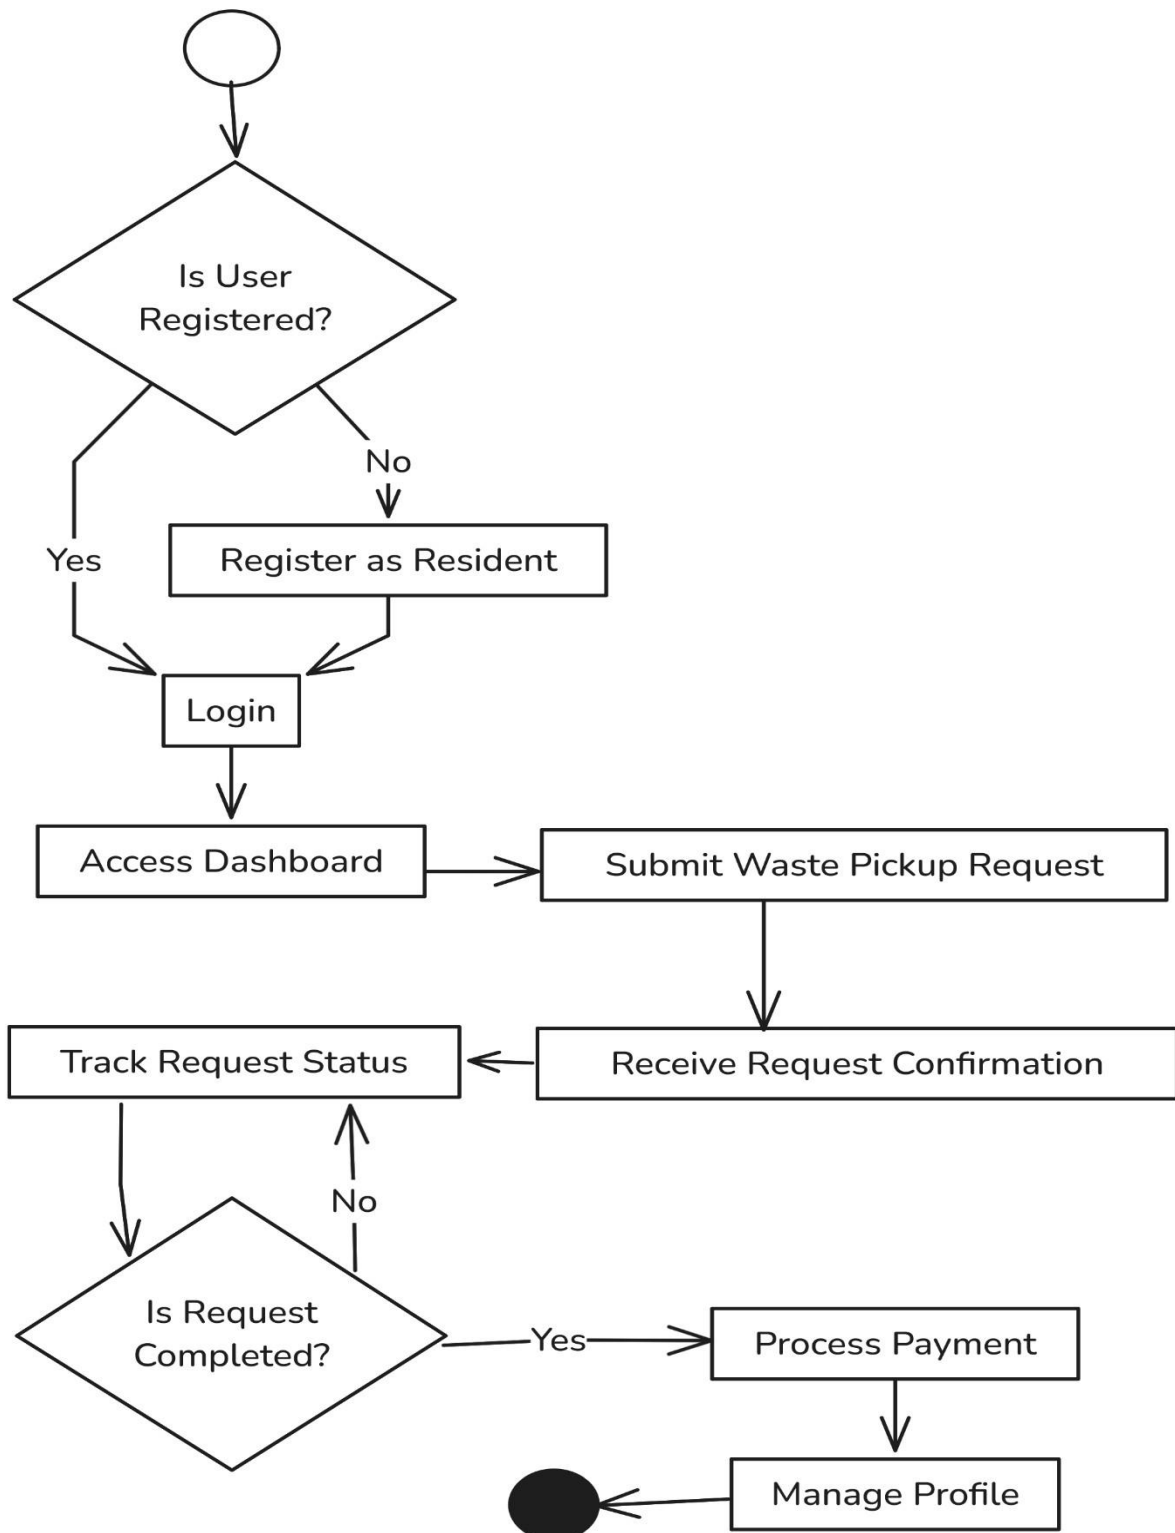 Is User
Registered?
No
Yes
Register as Resident
Login
Access Dashboard
Submit Waste Pickup Request
Track Request Status
Receive Request Confirmation
No
Is Request
Completed?
Yes
Process Payment
Manage Profile